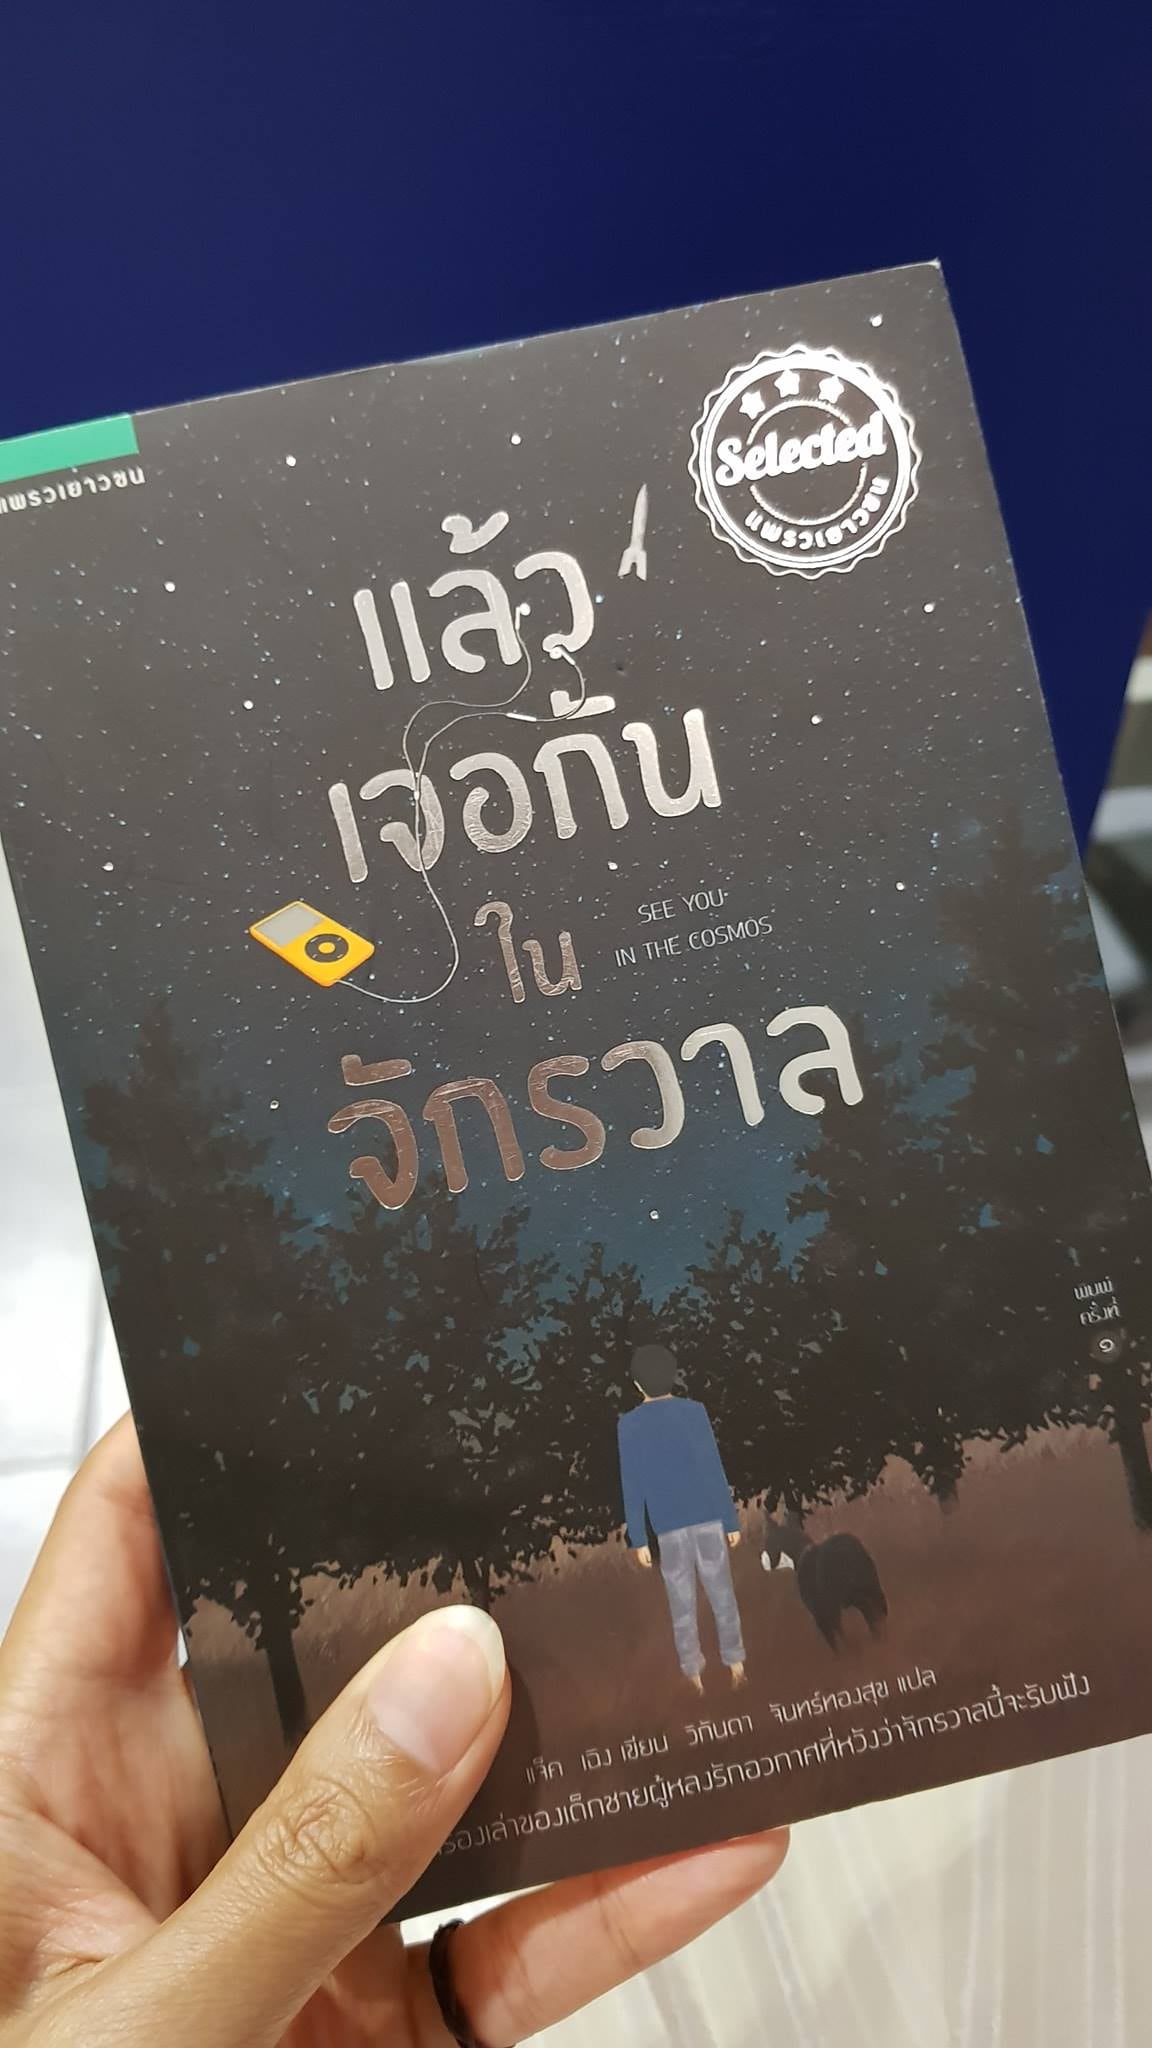 แพรวเยาวชน
Selected
แพรวเยาวชน
แล้ว
เจอกัน
ใน
SEE YOU
IN THE COSMOS
จักรวาล
พิมพ์
ครั้งที่
๑
แจ็ค เฉิง เขียน วิกันดา จันทร์ทองสุข แปล
เรื่องเล่าของเด็กชายผู้หลงรักอวกาศที่หวังว่าจักรวาลนี้จะรับฟัง